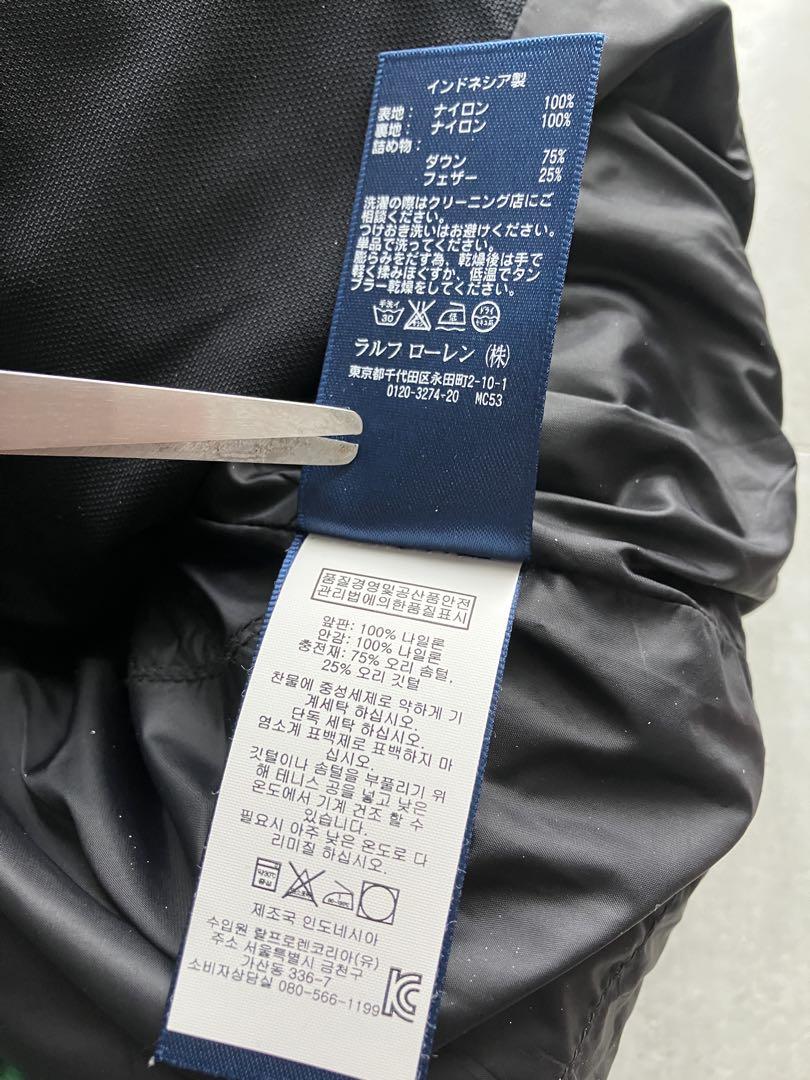 インドネシア製
表地: ナイロン 100%
裏地: ナイロン 100%
詰め物:
ダウン 75%
フェザー 25%
洗濯の際はクリーニング店にご
相談ください。
つけおき洗いはお避けください。
単品で洗ってください。
膨らみをだす為、乾燥後は手で
軽く揉みほぐすか、低温でタン
ブラー乾燥をしてください。
手洗イ 30 低 ドライ セキユ系
ラルフ ローレン (株)
東京都千代田区永田町2-10-1
0120-3274-20 MC53
품질경영및공산품안전
관리법에의한품질표시
앞판: 100% 나일론
안감: 100% 나일론
충전재: 75% 오리 솜털,
25% 오리 깃털
찬물에 중성세제로 약하게 기
계세탁 하십시오.
단독 세탁 하십시오.
염소계 표백제로 표백하지 마
십시오.
깃털이나 솜털을 부풀리기 위
해 테니스 공을 넣고 낮은
온도에서 기계 건조 할 수
있습니다.
필요시 아주 낮은 온도로 다
리미질 하십시오.
약30℃ 중성
제조국 인도네시아
수입원 랄프로렌코리아(유)
주소 서울특별시 금천구
가산동 336-7
소비자상담실 080-566-1199